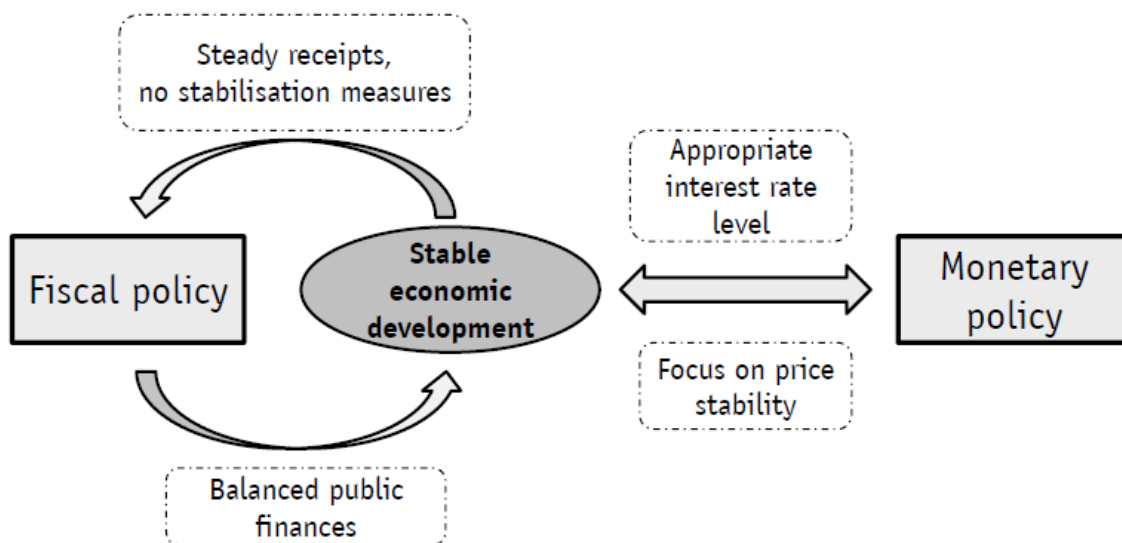 Steady receipts,
no stabilisation measures
Appropriate
interest rate
level
Fiscal policy
Stable
economic
development
Monetary
policy
Focus on price
stability
Balanced public
finances